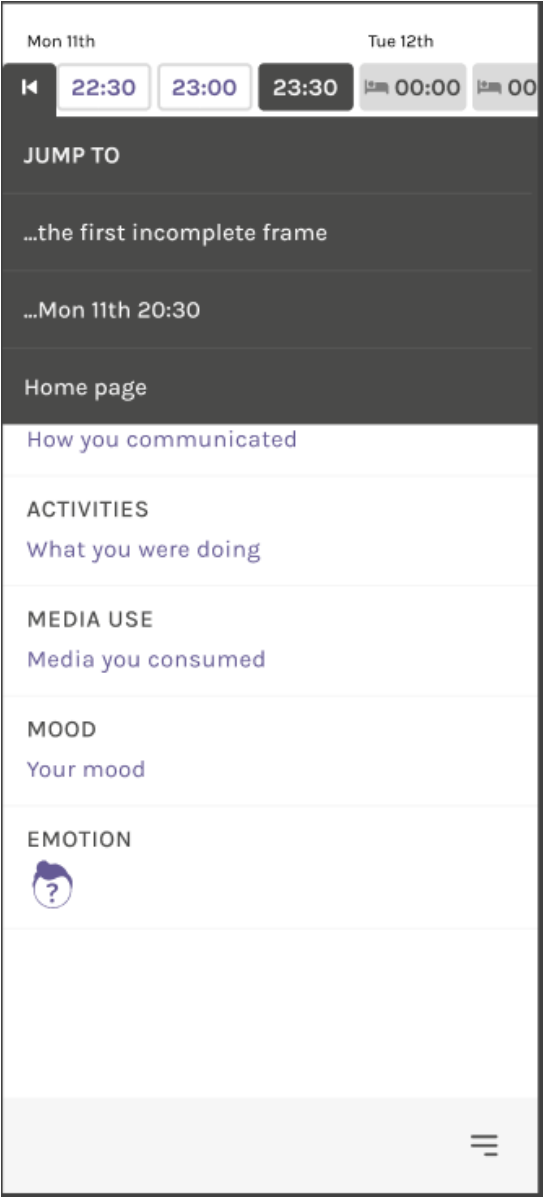 Mon 11th Tue 12th
22:30 23:00 23:30 00:00 00
JUMP TO
...the first incomplete frame
...Mon 11th 20:30
Home page
How you communicated
ACTIVITIES
What you were doing
MEDIA USE
Media you consumed
MOOD
Your mood
EMOTION
?